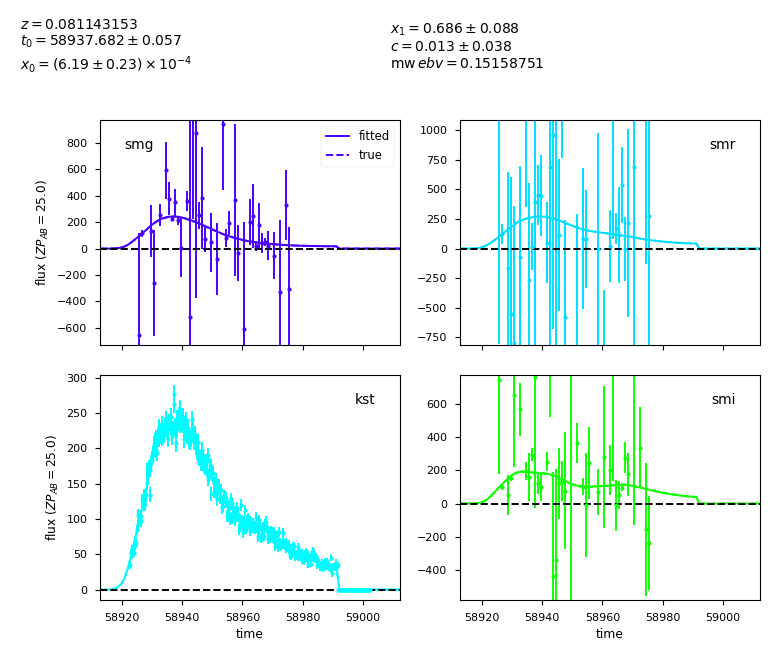 z = 0.081143153
t₀ = 58937.682 ± 0.057
x₀ = (6.19 ± 0.23) × 10⁻⁴
x₁ = 0.686 ± 0.088
c = 0.013 ± 0.038
mw ebv = 0.15158751
smg
fitted
true
800
600
400
200
0
−200
−400
−600
flux (ZP_AB = 25.0)
smr
1000
750
500
250
0
−250
−500
−750
kst
300
250
200
150
100
50
0
flux (ZP_AB = 25.0)
58920 58940 58960 58980 59000
time
smi
600
400
200
0
−200
−400
58920 58940 58960 58980 59000
time